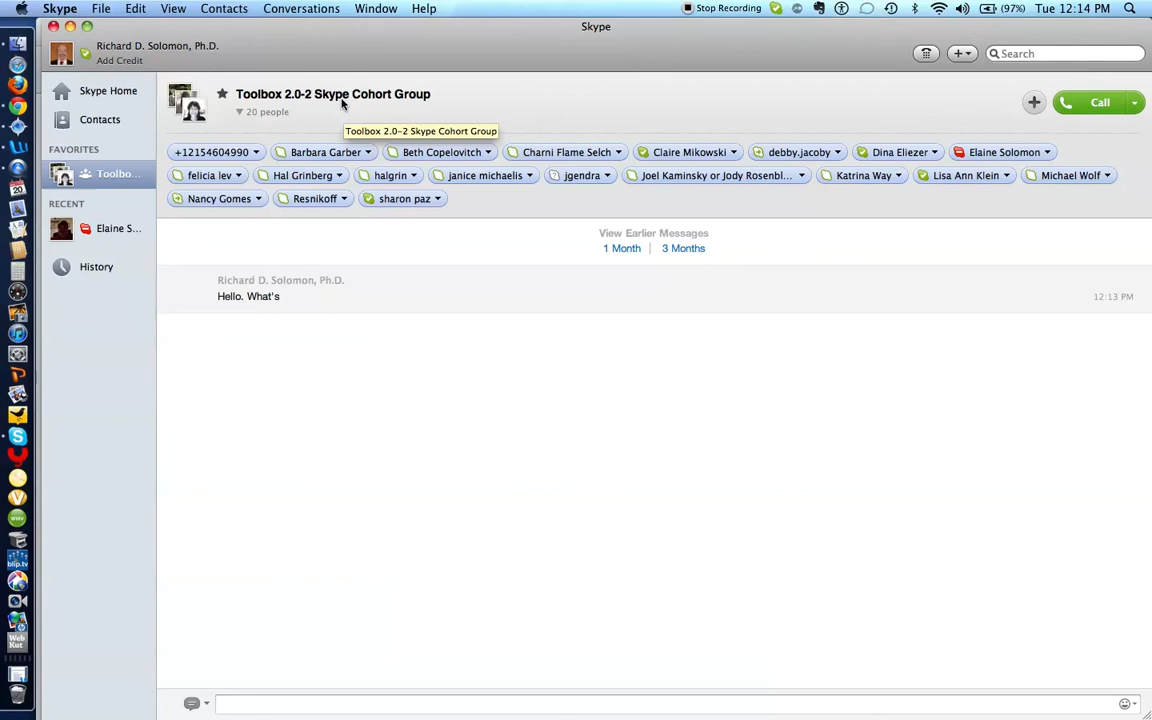 Skype File Edit View Contacts Conversations Window Help Stop Recording (97%) Tue 12:14 PM
Skype
Richard D. Solomon, Ph.D.
Add Credit
Search
Skype Home
Contacts
FAVORITES
Toolbo...
RECENT
Elaine S...
History
Toolbox 2.0-2 Skype Cohort Group
20 people
Call
Toolbox 2.0-2 Skype Cohort Group
+12154604990 Barbara Garber Beth Copelovitch Charni Flame Selch Claire Mikowski debby.jacoby Dina Eliezer Elaine Solomon
felicia lev Hal Grinberg halgrin janice michaelis jgendra Joel Kaminsky or Jody Rosenbl... Katrina Way Lisa Ann Klein Michael Wolf
Nancy Gomes Resnikoff sharon paz
View Earlier Messages
1 Month | 3 Months
Richard D. Solomon, Ph.D.
Hello. What's 12:13 PM
blip.tv
Web
Kut